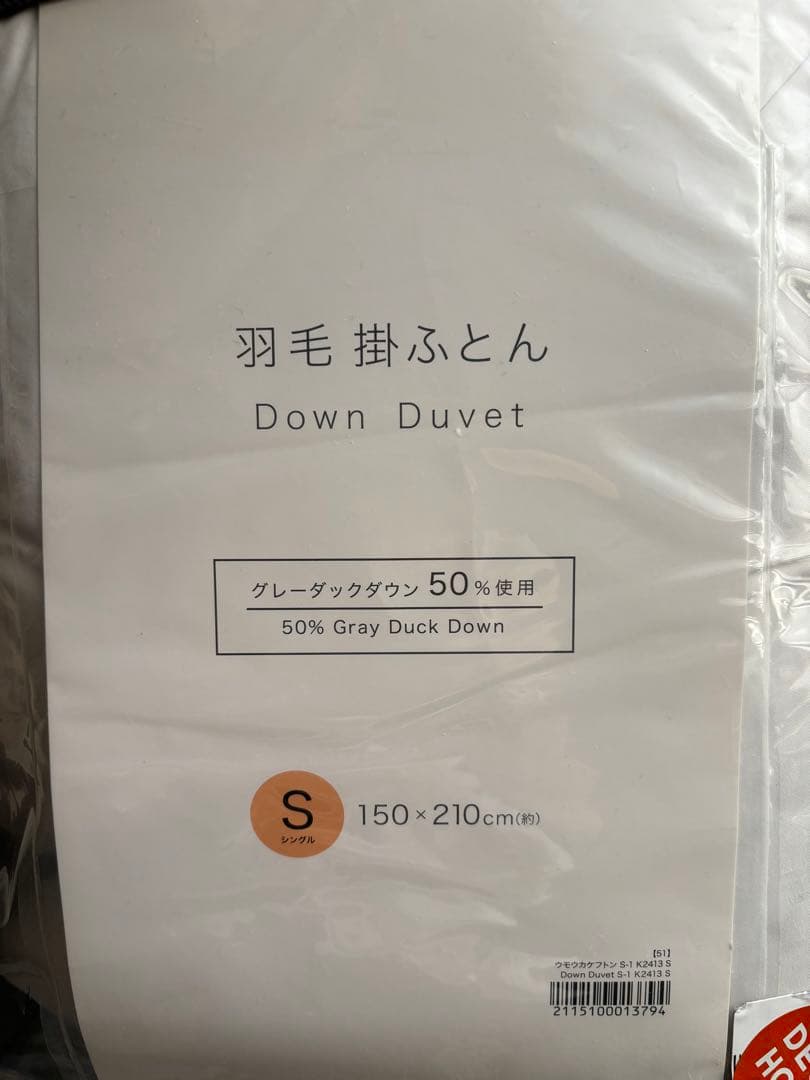 羽毛 掛ふとん
Down Duvet
グレーダックダウン 50%使用
50% Gray Duck Down
S
シングル
150×210cm(約)
【51】
ウモウカケフトン S-1 K2413 S
Down Duvet S-1 K2413 S
2115100013794